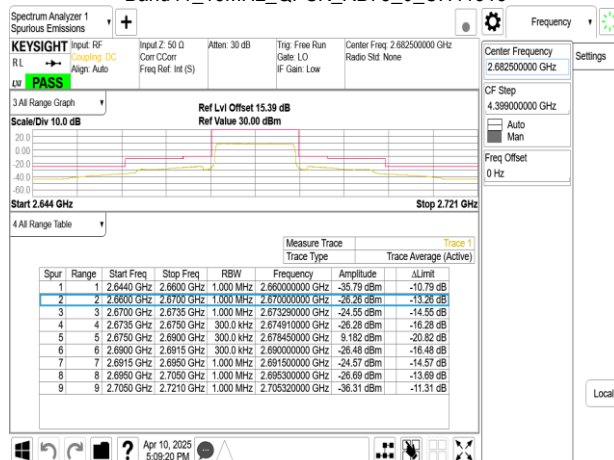 Spectrum Analyzer 1
Spurious Emissions
Frequency
Settings
KEYSIGHT
RL
LXI
PASS
Input: RF
Coupling: DC
Align: Auto
Input Z: 50 Ω
Corr CCorr
Freq Ref: Int (S)
Atten: 30 dB
Trig: Free Run
Gate: LO
IF Gain: Low
Center Freq: 2.682500000 GHz
Radio Std: None
Center Frequency
2.682500000 GHz
CF Step
4.399000000 GHz
Auto
Man
Freq Offset
0 Hz
Local
3 All Range Graph
Scale/Div 10.0 dB
Ref Lvl Offset 15.39 dB
Ref Value 30.00 dBm
20.0
0.00
-20.0
-40.0
-60.0
Start 2.644 GHz
Stop 2.721 GHz
4 All Range Table
Measure Trace Trace 1
Trace Type Trace Average (Active)
Spur Range Start Freq Stop Freq RBW Frequency Amplitude ΔLimit
1 1 2.6440 GHz 2.6600 GHz 1.000 MHz 2.660000000 GHz -35.79 dBm -10.79 dB
2 2 2.6600 GHz 2.6700 GHz 1.000 MHz 2.670000000 GHz -26.26 dBm -13.26 dB
3 3 2.6700 GHz 2.6735 GHz 1.000 MHz 2.673290000 GHz -24.55 dBm -14.55 dB
4 4 2.6735 GHz 2.6750 GHz 300.0 kHz 2.674910000 GHz -26.28 dBm -16.28 dB
5 5 2.6750 GHz 2.6900 GHz 300.0 kHz 2.678450000 GHz 9.182 dBm -20.82 dB
6 6 2.6900 GHz 2.6915 GHz 300.0 kHz 2.690000000 GHz -26.48 dBm -16.48 dB
7 7 2.6915 GHz 2.6950 GHz 1.000 MHz 2.691500000 GHz -24.57 dBm -14.57 dB
8 8 2.6950 GHz 2.7050 GHz 1.000 MHz 2.695300000 GHz -26.69 dBm -13.69 dB
9 9 2.7050 GHz 2.7210 GHz 1.000 MHz 2.705320000 GHz -36.31 dBm -11.31 dB
?
Apr 10, 2025
5:09:20 PM